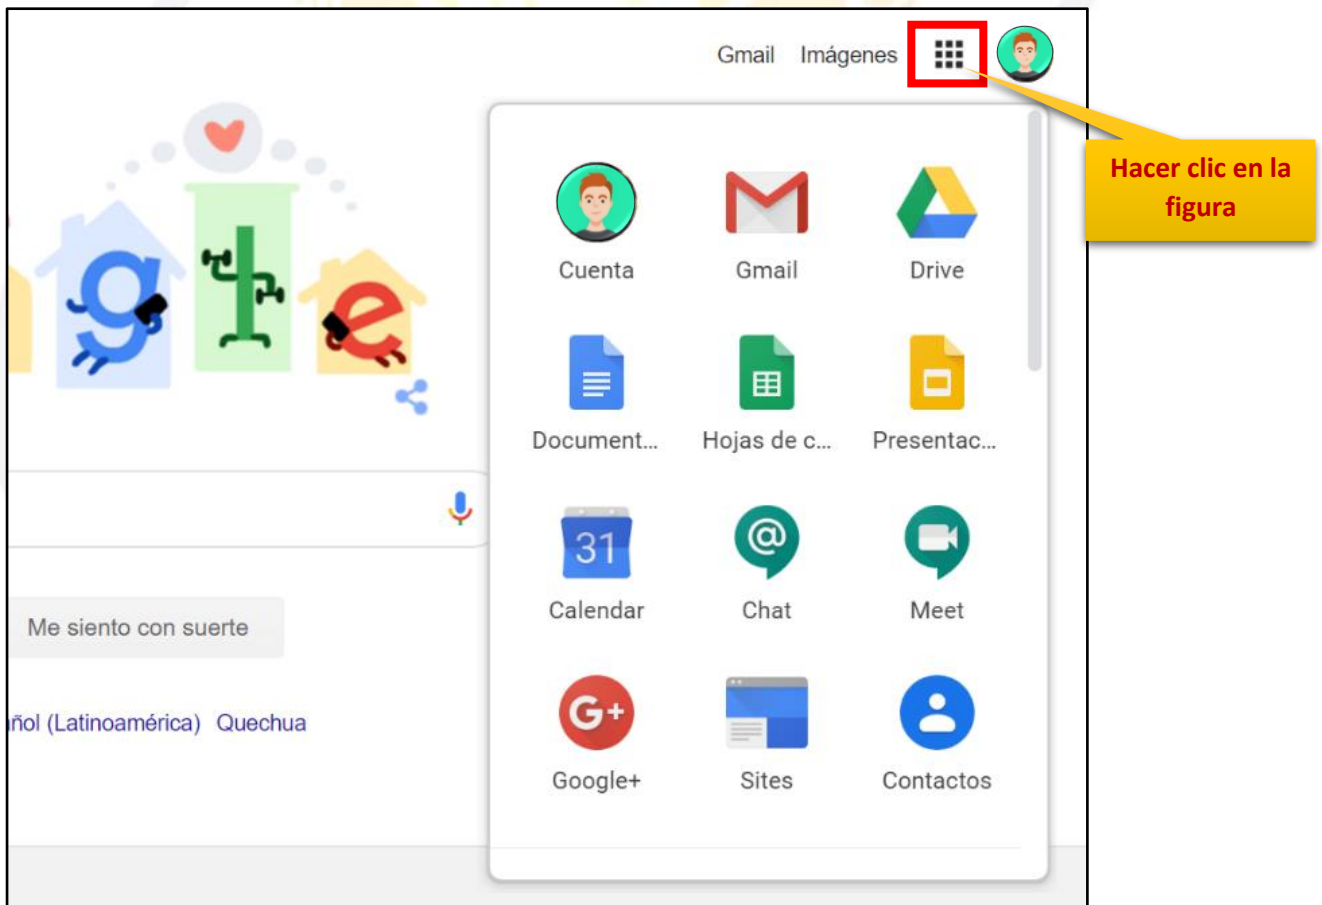 Gmail Imágenes
Hacer clic en la
figura
Cuenta Gmail Drive
Document... Hojas de c... Presentac...
31
Calendar Chat Meet
Me siento con suerte
ñol (Latinoamérica) Quechua
G+
Google+ Sites Contactos